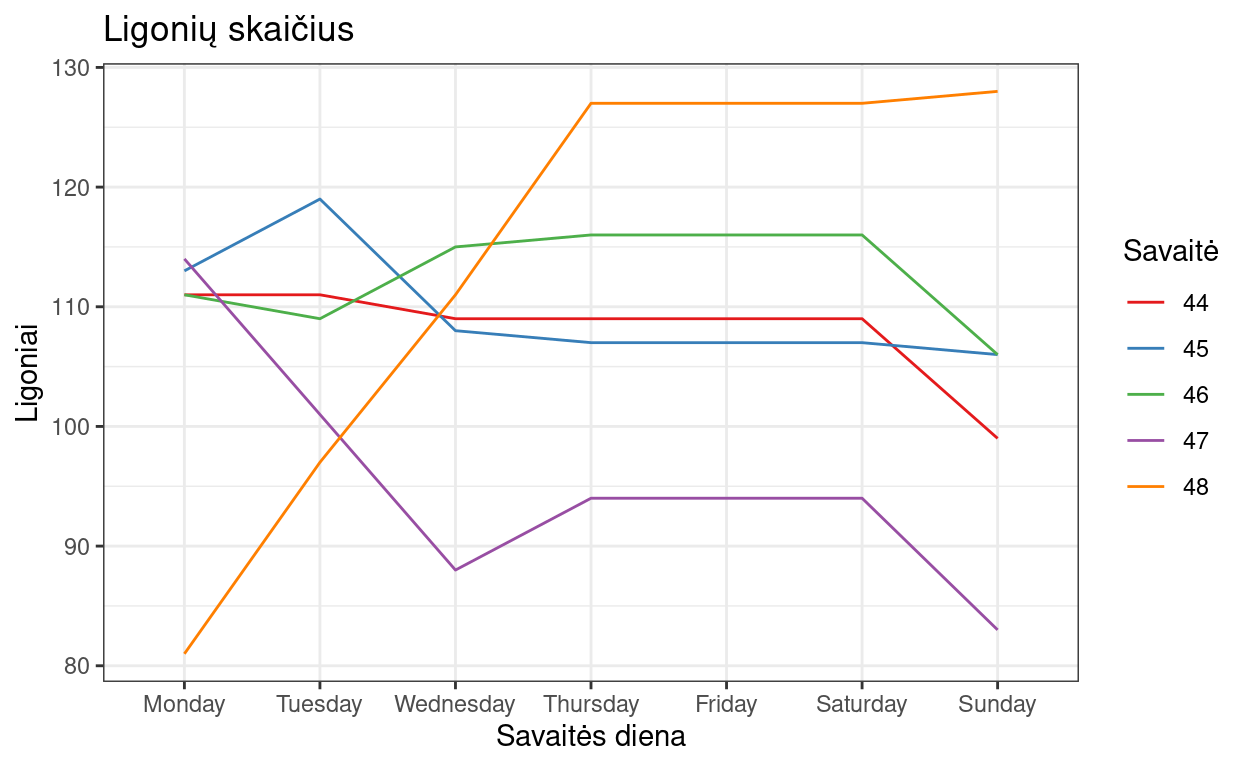 Ligonių skaičius
130
120
110
100
90
80
Ligoniai
Monday Tuesday Wednesday Thursday Friday Saturday Sunday
Savaitės diena
Savaitė
44
45
46
47
48